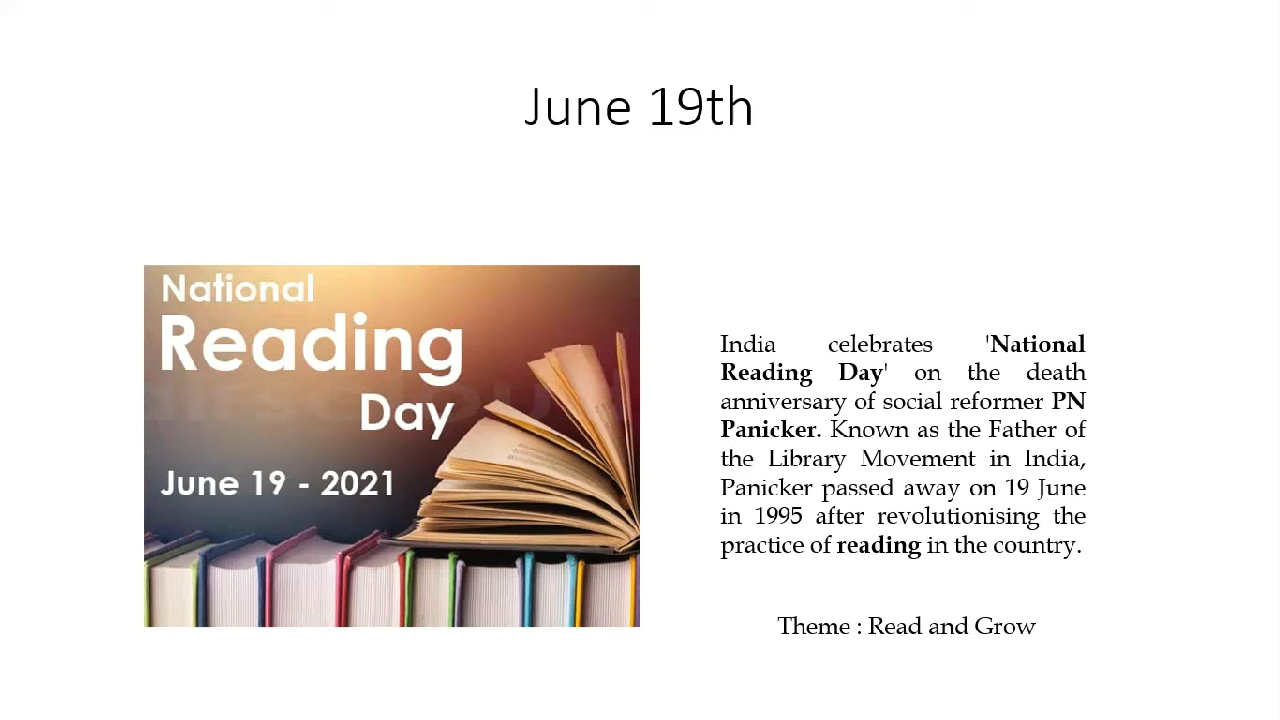 June 19th
National
Reading
Day
June 19 - 2021
India celebrates 'National
Reading Day' on the death
anniversary of social reformer PN
Panicker. Known as the Father of
the Library Movement in India,
Panicker passed away on 19 June
in 1995 after revolutionising the
practice of reading in the country.
Theme : Read and Grow